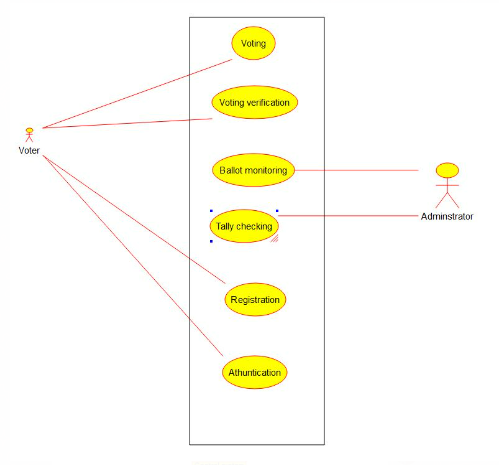 Voting
Voting verification
Voter
Ballot monitoring
Adminstrator
Tally checking
Registration
Athuntication